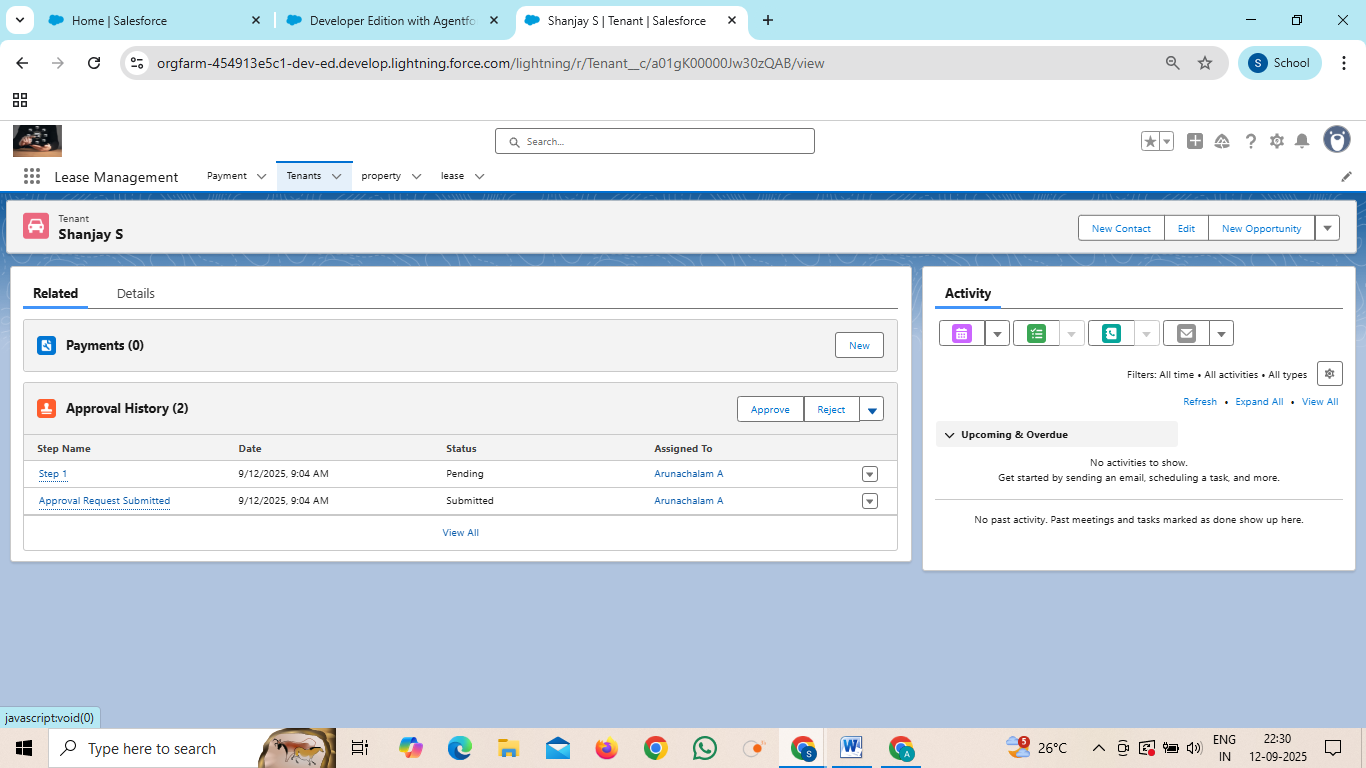 Home | Salesforce
Developer Edition with Agentfo
Shanjay S | Tenant | Salesforce
orgfarm-454913e5c1-dev-ed.develop.lightning.force.com/lightning/r/Tenant__c/a01gK00000Jw30zQAB/view
S School
Search...
Lease Management
Payment
Tenants
property
lease
Tenant
Shanjay S
New Contact
Edit
New Opportunity
Related
Details
Payments (0)
New
Approval History (2)
Approve
Reject
Step Name Date Status Assigned To
Step 1 9/12/2025, 9:04 AM Pending Arunachalam A
Approval Request Submitted 9/12/2025, 9:04 AM Submitted Arunachalam A
View All
Activity
Filters: All time • All activities • All types
Refresh • Expand All • View All
Upcoming & Overdue
No activities to show.
Get started by sending an email, scheduling a task, and more.
No past activity. Past meetings and tasks marked as done show up here.
javascript:void(0)
Type here to search
S
A
5
26°C
ENG
IN
22:30
12-09-2025